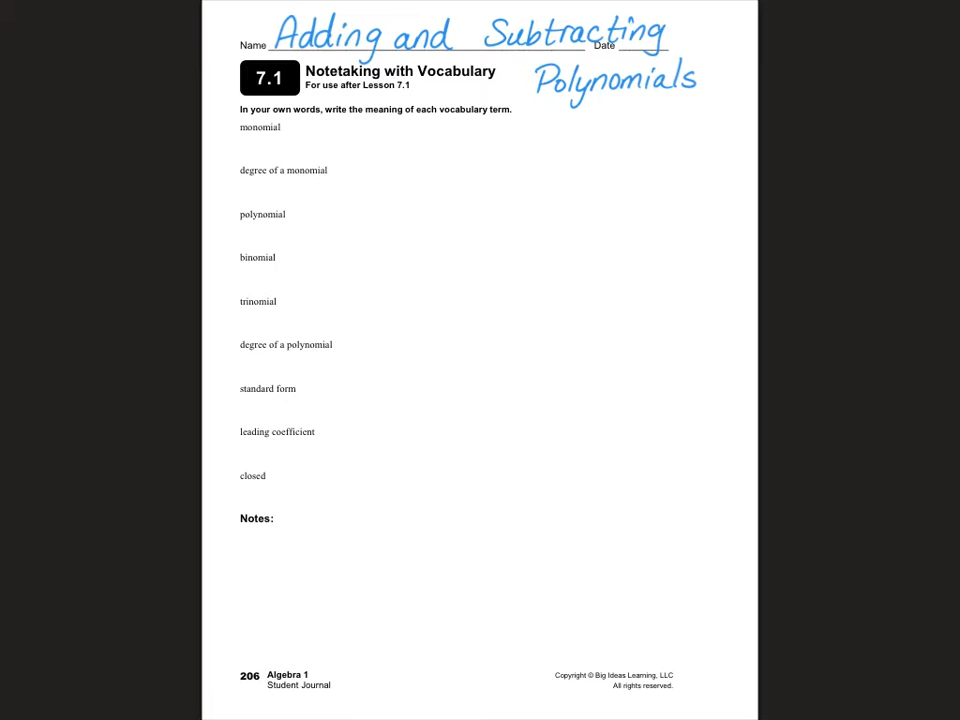 Adding and Subtracting
Name Date
Polynomials
7.1 Notetaking with Vocabulary
For use after Lesson 7.1
In your own words, write the meaning of each vocabulary term.
monomial
degree of a monomial
polynomial
binomial
trinomial
degree of a polynomial
standard form
leading coefficient
closed
Notes:
206 Algebra 1
Student Journal
Copyright © Big Ideas Learning, LLC
All rights reserved.